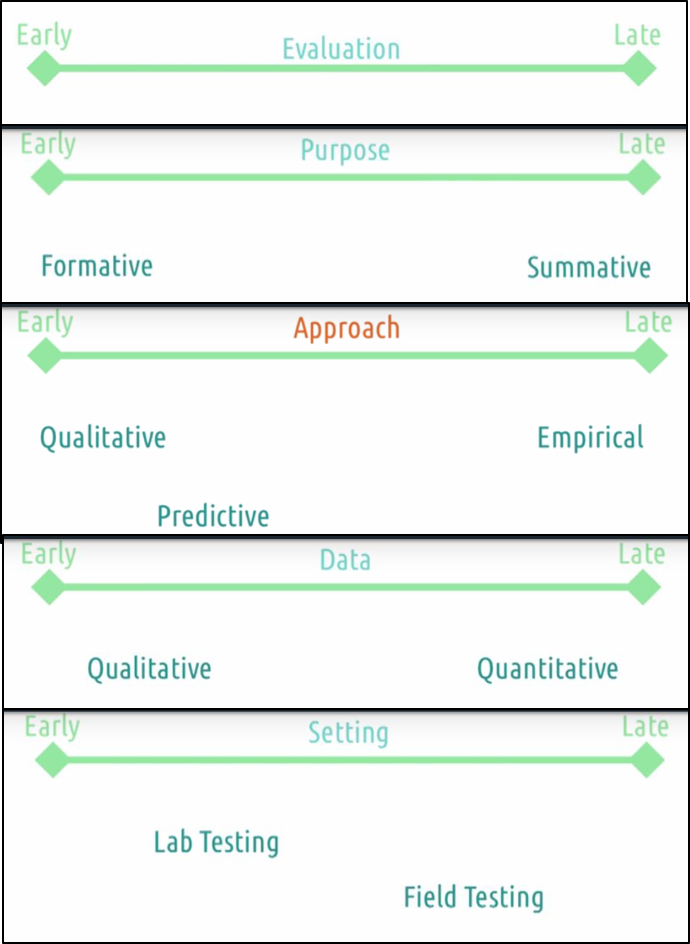 Early Evaluation Late
Early Purpose Late
Formative Summative
Early Approach Late
Qualitative Empirical
Predictive
Early Data Late
Qualitative Quantitative
Early Setting Late
Lab Testing
Field Testing